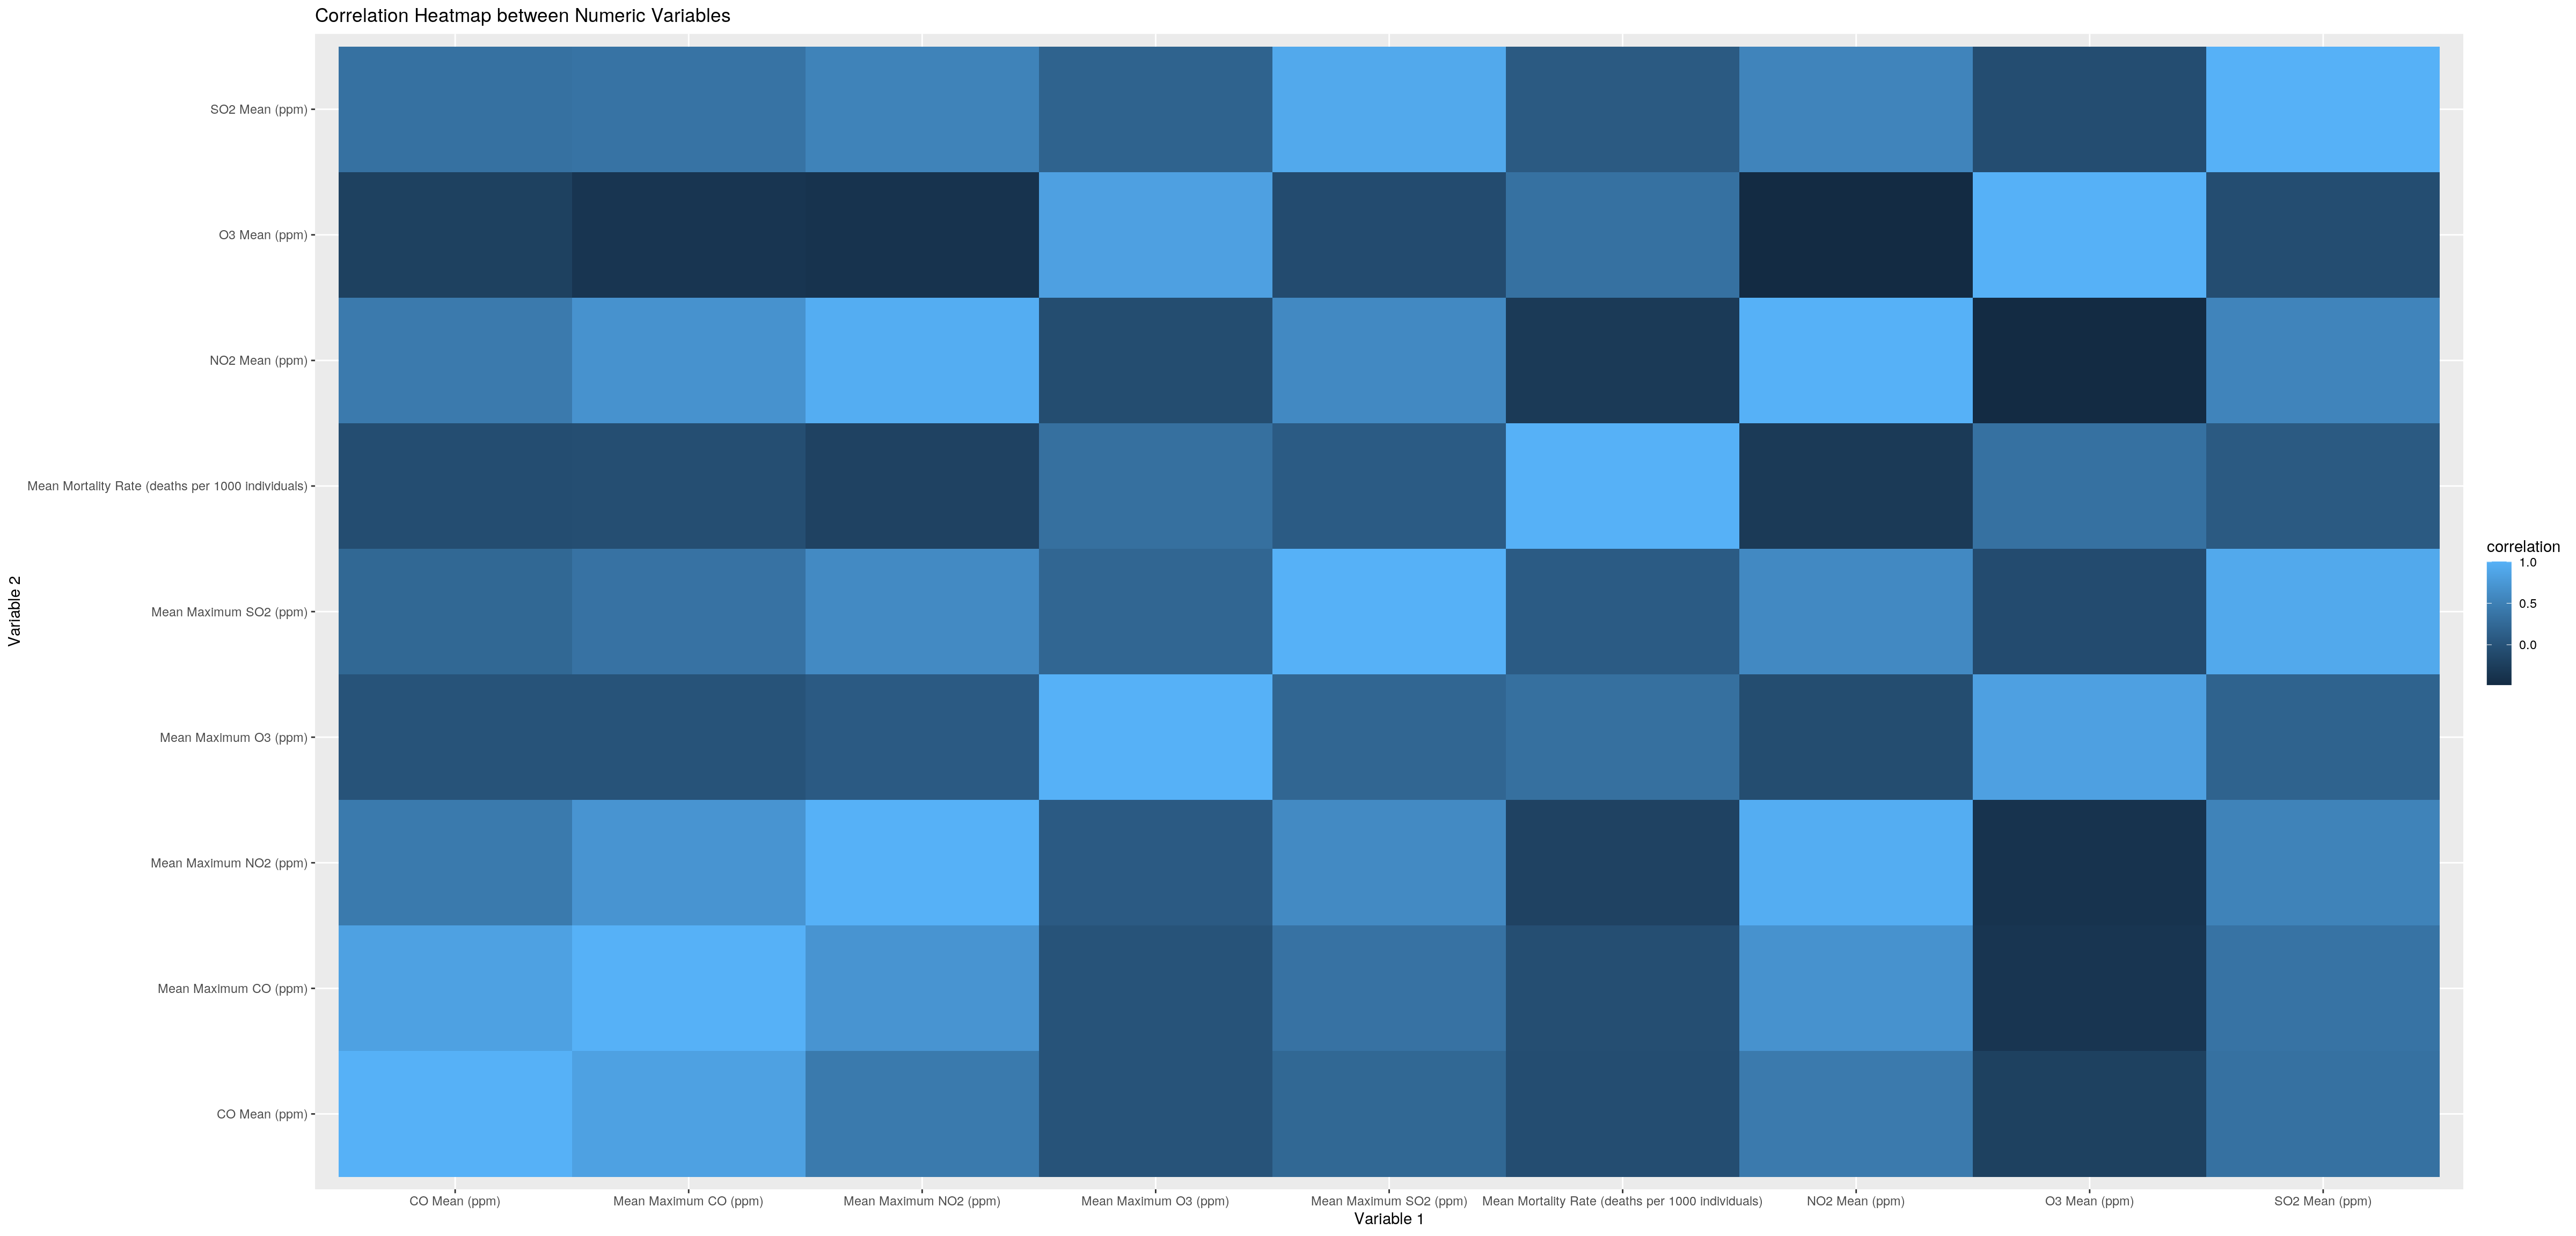 Correlation Heatmap between Numeric Variables
SO2 Mean (ppm)
O3 Mean (ppm)
NO2 Mean (ppm)
Mean Mortality Rate (deaths per 1000 individuals)
Mean Maximum SO2 (ppm)
Mean Maximum O3 (ppm)
Mean Maximum NO2 (ppm)
Mean Maximum CO (ppm)
CO Mean (ppm)
Variable 2
CO Mean (ppm)
Mean Maximum CO (ppm)
Mean Maximum NO2 (ppm)
Mean Maximum O3 (ppm)
Mean Maximum SO2 (ppm)
Mean Mortality Rate (deaths per 1000 individuals)
NO2 Mean (ppm)
O3 Mean (ppm)
SO2 Mean (ppm)
Variable 1
correlation
1.0
0.5
0.0